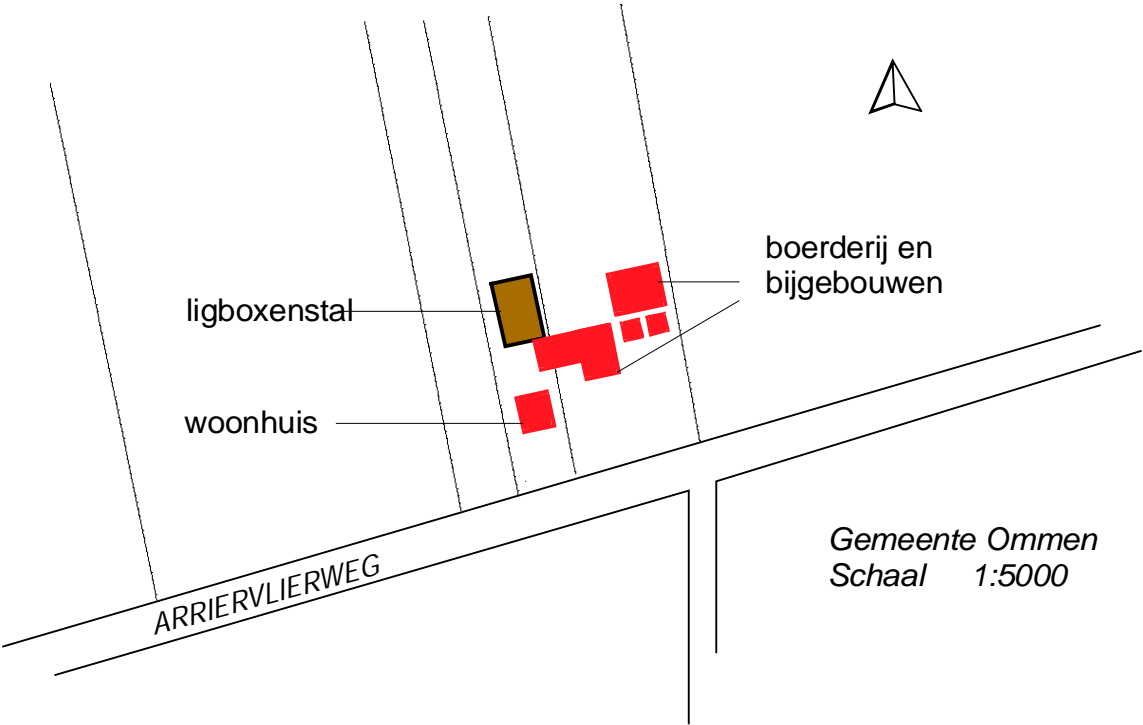 boerderij en
bijgebouwen
ligboxenstal
woonhuis
Gemeente Ommen
Schaal 1:5000
ARRIERVLIERWEG